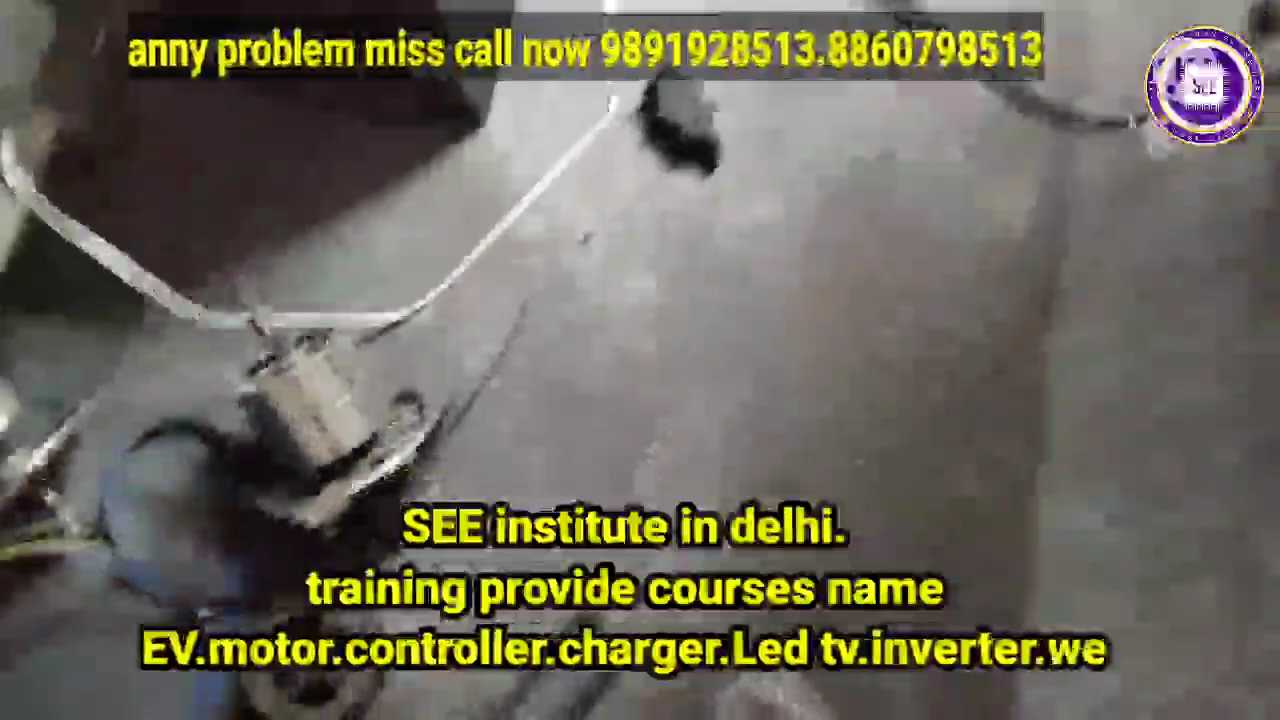 anny problem miss call now 9891928513.8860798513
SEE
SEE institute in delhi.
training provide courses name
EV.motor.controller.charger.Led tv.inverter.we